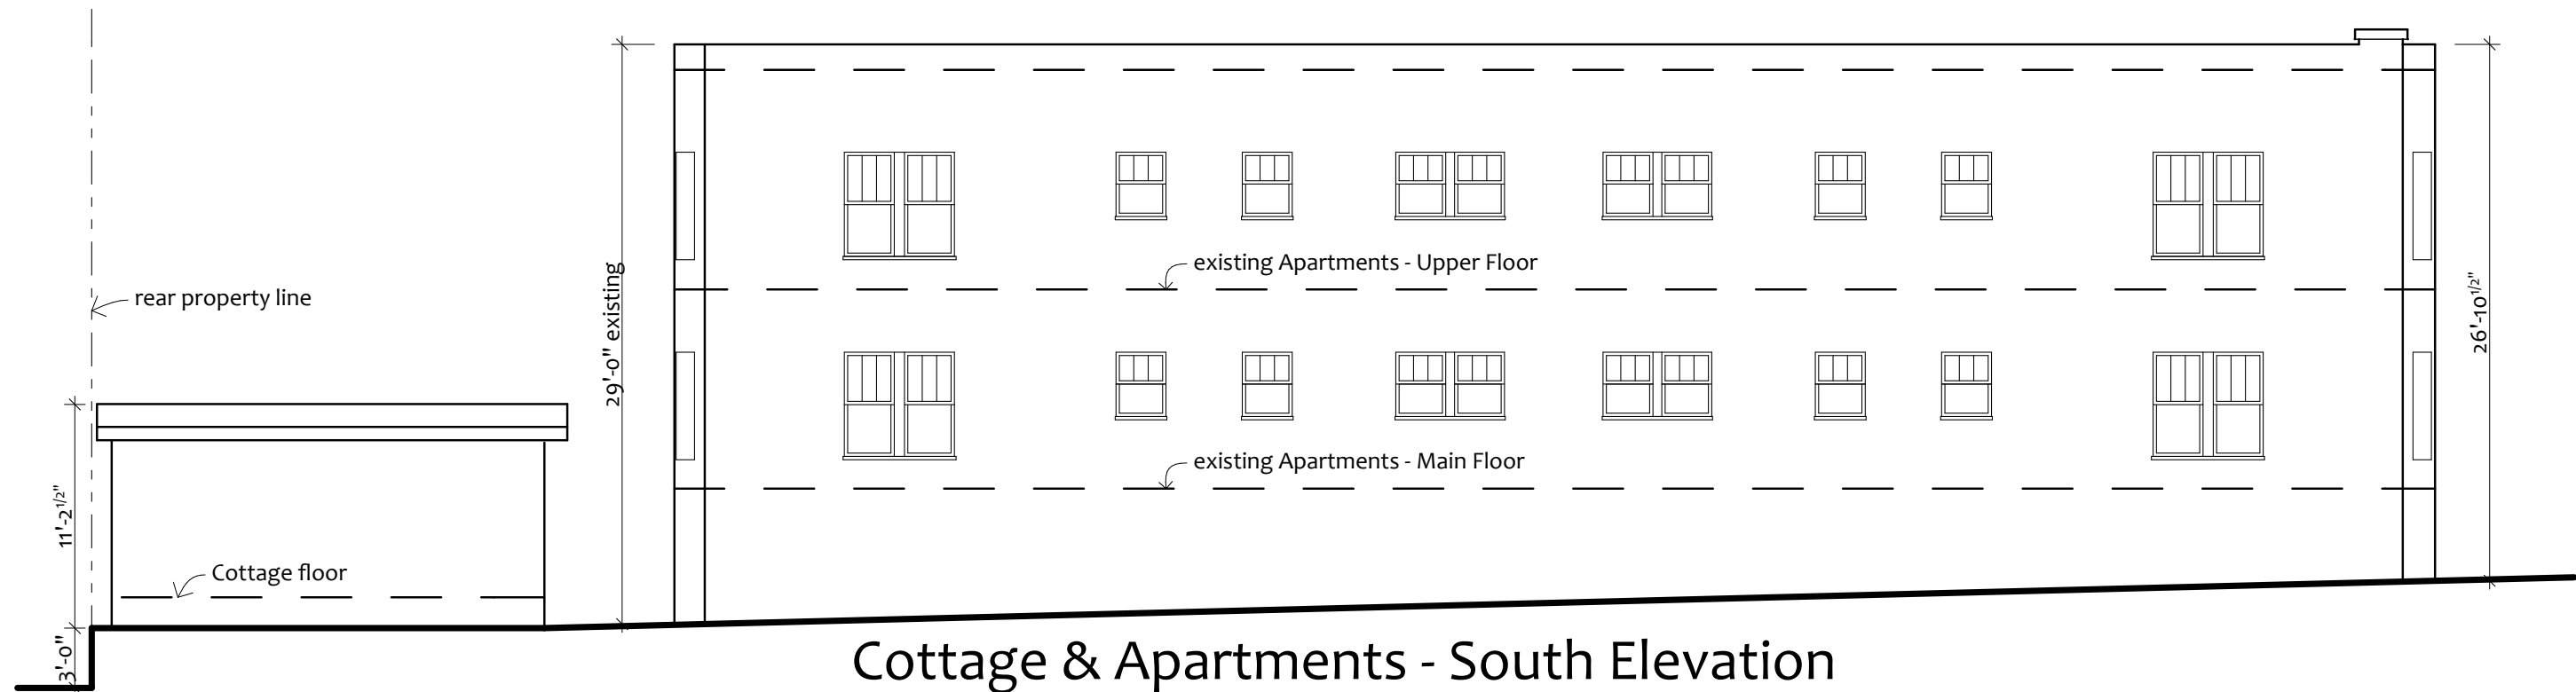 rear property line
29'-0" existing
existing Apartments - Upper Floor
26'-10 1/2"
existing Apartments - Main Floor
11'-2 1/2"
Cottage floor
3'-0"
Cottage & Apartments - South Elevation